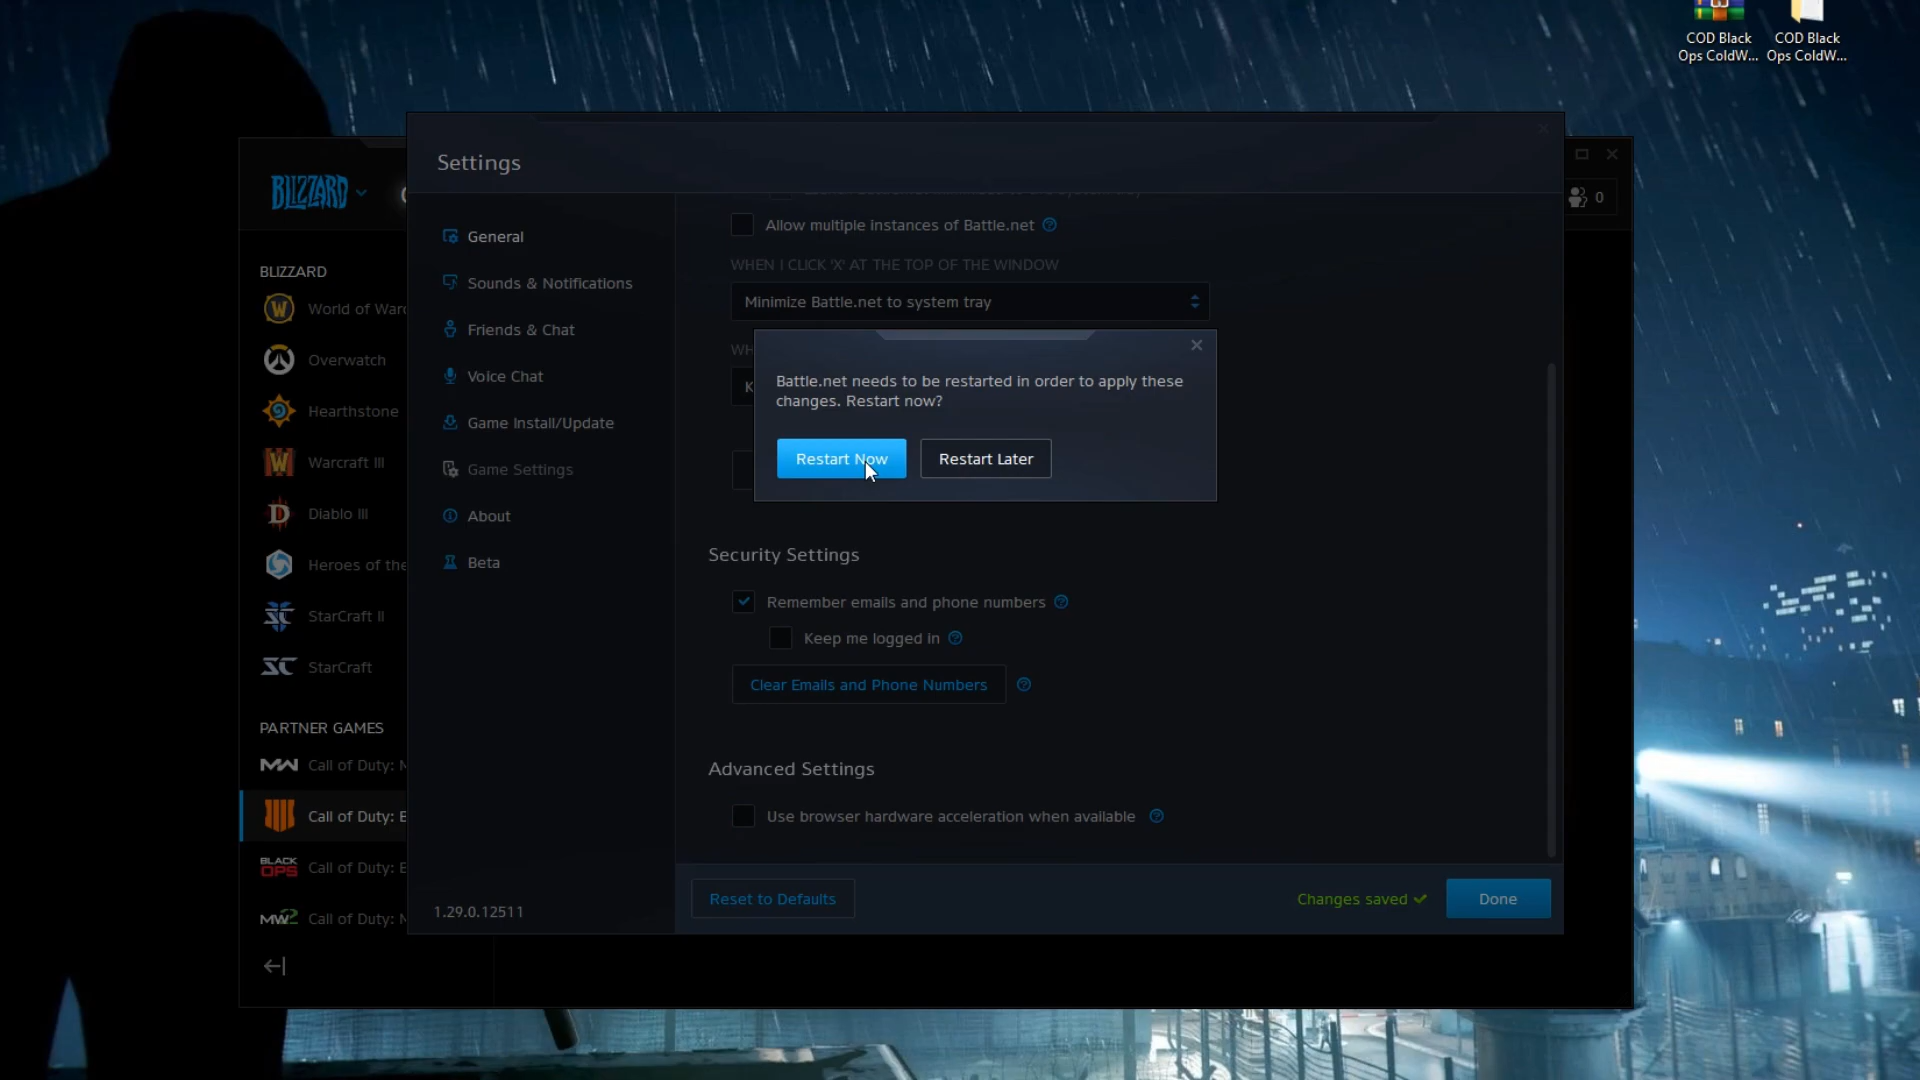 COD Black
Ops ColdW...
COD Black
Ops ColdW...
Settings
BLIZZARD
0
General
Sounds & Notifications
Friends & Chat
Voice Chat
Game Install/Update
Game Settings
About
Beta
1.29.0.12511
BLIZZARD
World of Warc
Overwatch
Hearthstone
Warcraft III
Diablo III
Heroes of the
StarCraft II
StarCraft
PARTNER GAMES
Call of Duty: M
Call of Duty: B
BLACK OPS
Call of Duty: B
MW2
Call of Duty: M
Allow multiple instances of Battle.net
WHEN I CLICK 'X' AT THE TOP OF THE WINDOW
Minimize Battle.net to system tray
WH
K
Battle.net needs to be restarted in order to apply these
changes. Restart now?
Restart Now
Restart Later
Security Settings
Remember emails and phone numbers
Keep me logged in
Clear Emails and Phone Numbers
Advanced Settings
Use browser hardware acceleration when available
Reset to Defaults
Changes saved
Done